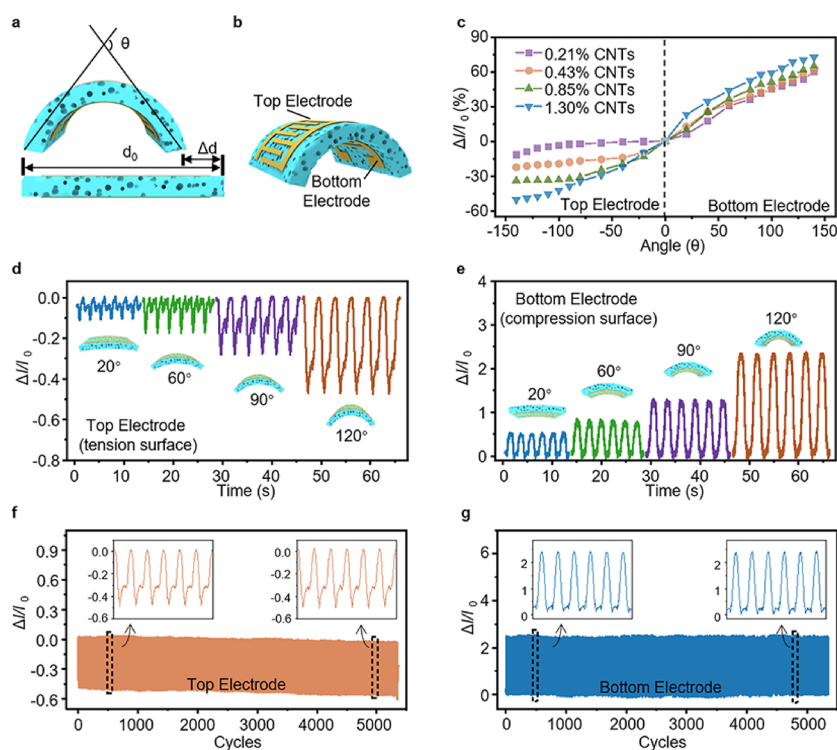 a
θ
d0
Δd
b
Top Electrode
Bottom
Electrode
c
ΔI/I0 (%)
90
60
30
0
-30
-60
0.21% CNTs
0.43% CNTs
0.85% CNTs
1.30% CNTs
Top Electrode
Bottom Electrode
-150
-100
-50
0
50
100
150
Angle (θ)
d
ΔI/I0
0.0
-0.2
-0.4
-0.6
-0.8
20°
60°
90°
120°
Top Electrode
(tension surface)
0
10
20
30
40
50
60
Time (s)
e
ΔI/I0
4
3
2
1
0
Bottom Electrode
(compression surface)
20°
60°
90°
120°
0
10
20
30
40
50
60
Time (s)
f
ΔI/I0
0.9
0.6
0.3
0.0
-0.3
-0.6
0.0
-0.2
-0.4
-0.6
0.0
-0.2
-0.4
-0.6
Top Electrode
0
1000
2000
3000
4000
5000
Cycles
g
ΔI/I0
6
4
2
0
2
1
0
2
1
0
Bottom Electrode
0
1000
2000
3000
4000
5000
Cycles